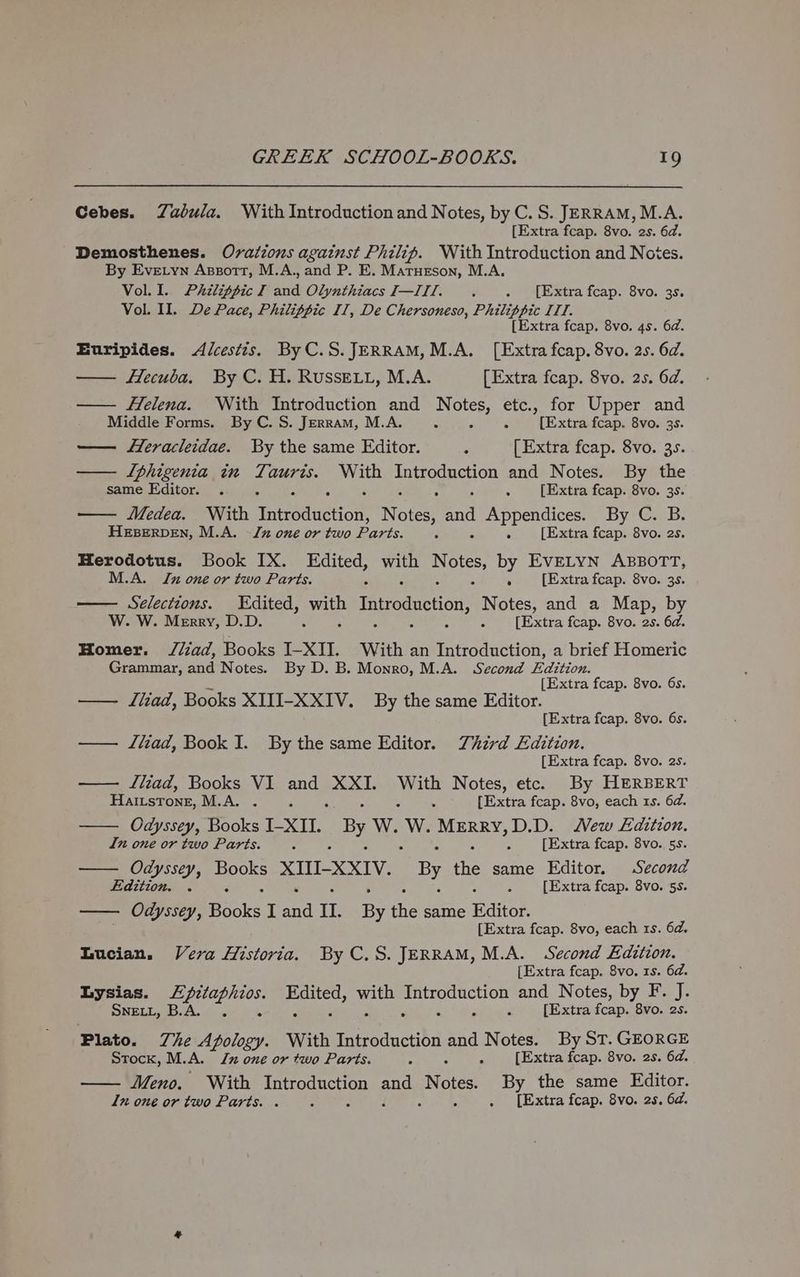 GREEK SCHOOL-BOOKS. 19
Cebes. Tabula. With Introduction and Notes, by C. S. JERRAM, M.A.
[Extra fcap. 8vo. 2s. 6d.
Demosthenes. Orations against Philip. With Introduction and Notes.
By EVELYN ABBOTT, M.A., and P. E. MATHESON, M.A.
Vol. I. Philippic I and Olynthiacs I—III. . . [Extra fcap. 8vo. 3s.
Vol. II. De Pace, Philippic II, De Chersoneso, Philippic III.
[Extra fcap. 8vo. 4s. 6d.
Euripides. Alcestis. By C. S. JERRAM, M.A. [Extra fcap. 8vo. 2s. 6d.
—— Hecuba. By C. H. RUSSELL, M.A. [Extra fcap. 8vo. 2s. 6d.
—— Helena. With Introduction and Notes, etc., for Upper and
Middle Forms. By C. S. JERRAM, M.A. . . . [Extra fcap. 8vo. 3s.
—— Heracleidae. By the same Editor. . [Extra fcap. 8vo. 3s.
—— Iphigenia in Tauris. With Introduction and Notes. By the
same Editor. . . . . . . . . [Extra fcap. 8vo. 3s.
—— Medea. With Introduction, Notes, and Appendices. By C. B.
HEBERDEN, M.A. In one or two Parts. . . . [Extra fcap. 8vo. 2s.
Herodotus. Book IX. Edited, with Notes, by EVELYN ABBOTT,
M.A. In one or two Parts. . . . . . [Extra fcap. 8vo. 3s.
—— Selections. Edited, with Introduction, Notes, and a Map, by
W. W. MERRY, D.D. . . . . . . [Extra fcap. 8vo. 2s. 6d.
Homer. Iliad, Books I–XII. With an Introduction, a brief Homeric
Grammar, and Notes. By D. B. MONRO, M.A. Second Edition.
[Extra fcap. 8vo. 6s.
—— Iliad, Books XIII–XXIV. By the same Editor.
[Extra fcap. 8vo. 6s.
—— Iliad, Book I. By the same Editor. Third Edition.
[Extra fcap. 8vo. 2s.
—— Iliad, Books VI and XXI. With Notes, etc. By HERBERT
HAILSTONE, M.A. . . . . . . [Extra fcap. 8vo, each 1s. 6d.
—— Odyssey, Books I–XII. By W. W. MERRY, D.D. New Edition.
In one or two Parts. . . . . . . [Extra fcap. 8vo. 5s.
—— Odyssey, Books XIII–XXIV. By the same Editor. Second
Edition. . . . . . . . . [Extra fcap. 8vo. 5s.
—— Odyssey, Books I and II. By the same Editor.
[Extra fcap. 8vo, each 1s. 6d.
Lucian. Vera Historia. By C. S. JERRAM, M.A. Second Edition.
[Extra fcap. 8vo. 1s. 6d.
Lysias. Epitaphios. Edited, with Introduction and Notes, by F. J.
SNELL, B.A. . . . . . . . . [Extra fcap. 8vo. 2s.
Plato. The Apology. With Introduction and Notes. By ST. GEORGE
STOCK, M.A. In one or two Parts. . . . [Extra fcap. 8vo. 2s. 6d.
—— Meno. With Introduction and Notes. By the same Editor.
In one or two Parts. . . . . . . . [Extra fcap. 8vo. 2s. 6d.